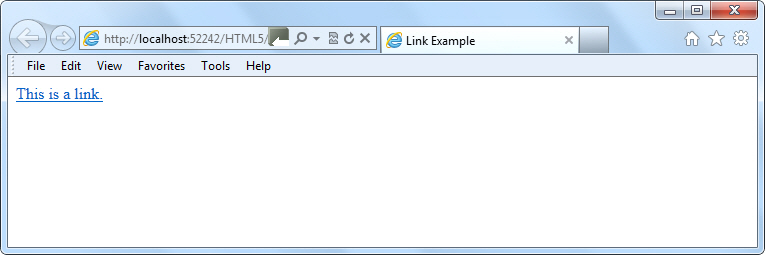 http://localhost:52242/HTML5/
Link Example
File Edit View Favorites Tools Help
This is a link.